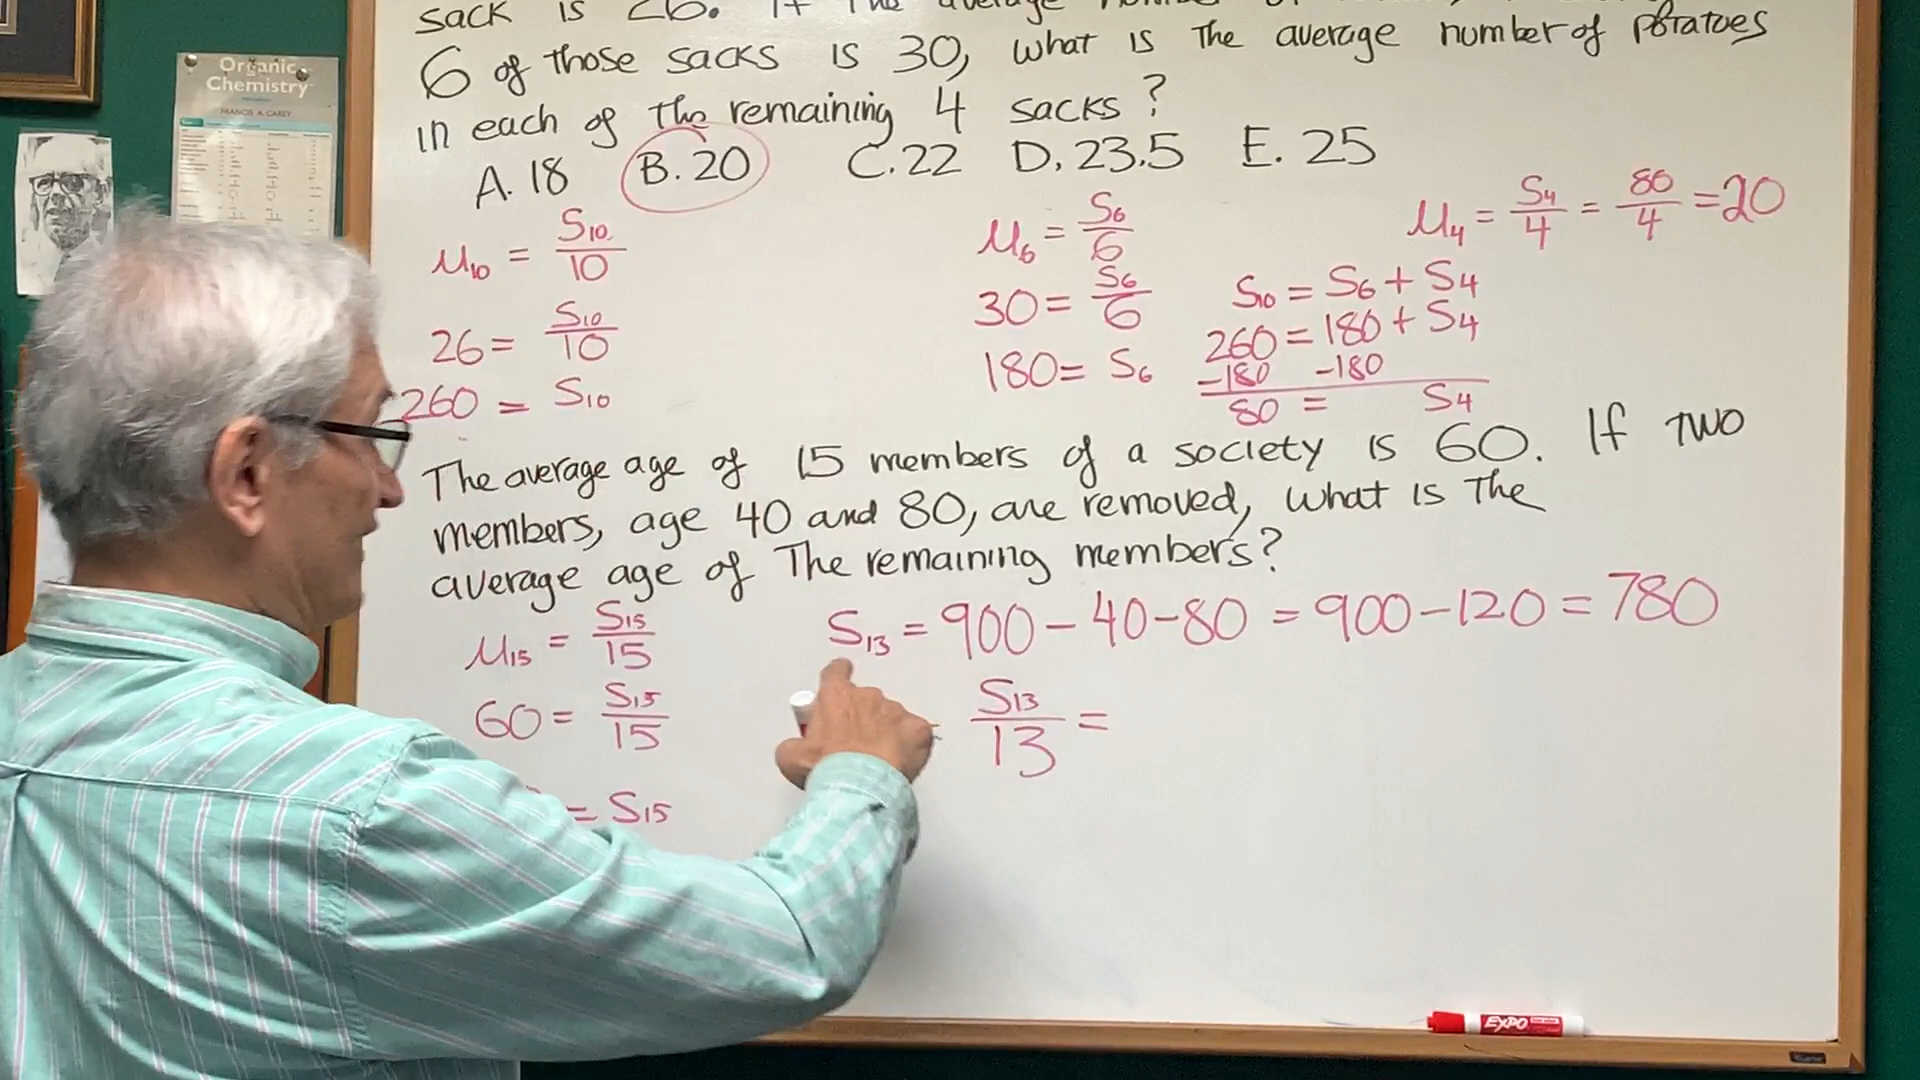 sack is 26. If the average number of
6 of those sacks is 30, what is the average number of potatoes
in each of the remaining 4 sacks?
A. 18 B. 20 C. 22 D. 23.5 E. 25
μ10 = S10/10
26 = S10/10
260 = S10
μ6 = S6/6
30 = S6/6
180 = S6
μ4 = S4/4 = 80/4 = 20
S10 = S6 + S4
260 = 180 + S4
-180 -180
80 = S4
The average age of 15 members of a society is 60. If two
members, age 40 and 80, are removed, what is the
average age of the remaining members?
μ15 = S15/15
60 = S15/15
= S15
S13 = 900 - 40 - 80 = 900 - 120 = 780
S13/13 =
Organic
Chemistry
FRANCIS A. CAREY
EXPO